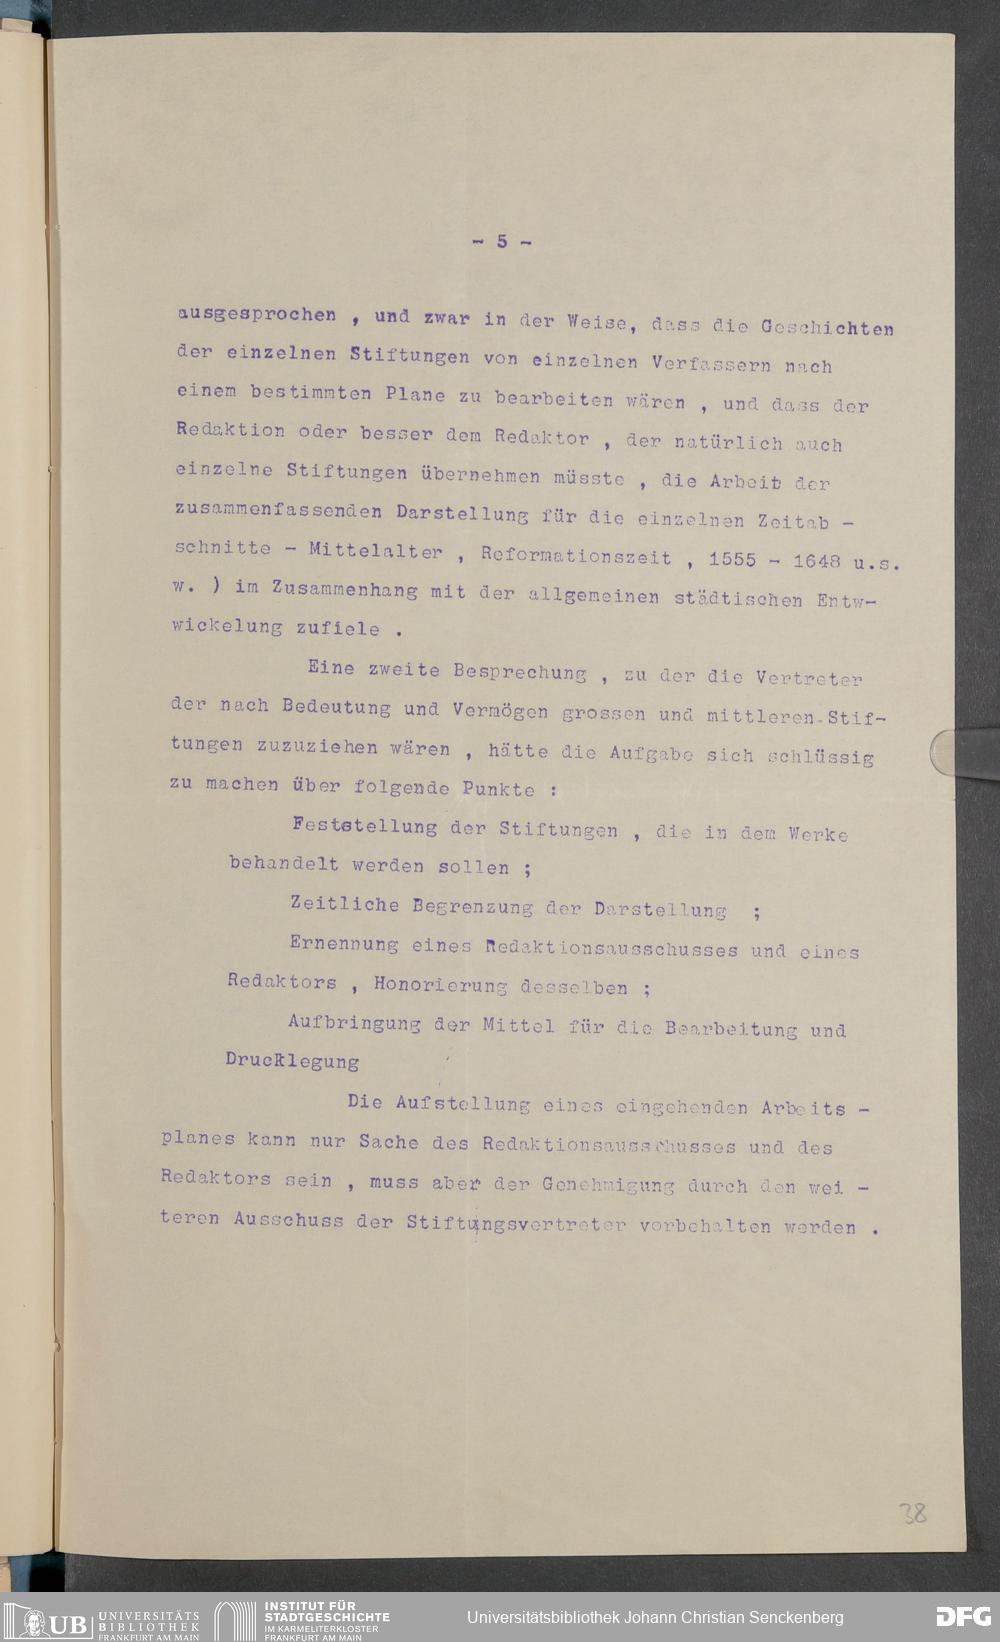 - 5 -
ausgesprochen , und zwar in der Weise, dass die Geschichten
der einzelnen Stiftungen von einzelnen Verfassern nach
einem bestimmten Plane zu bearbeiten wären , und dass der
Redaktion oder besser dem Redaktor , der natürlich auch
einzelne Stiftungen übernehmen müsste , die Arbeit der
zusammenfassenden Darstellung für die einzelnen Zeitab -
schnitte - Mittelalter , Reformationszeit , 1555 - 1648 u.s.
w. ) im Zusammenhang mit der allgemeinen städtischen Entw-
wickelung zufiele .
Eine zweite Besprechung , zu der die Vertreter
der nach Bedeutung und Vermögen grossen und mittleren Stif-
tungen zuzuziehen wären , hätte die Aufgabe sich schlüssig
zu machen über folgende Punkte :
Feststellung der Stiftungen , die in dem Werke
behandelt werden sollen ;
Zeitliche Begrenzung der Darstellung ;
Ernennung eines Redaktionsausschusses und eines
Redaktors , Honorierung desselben ;
Aufbringung der Mittel für die Bearbeitung und
Drucklegung
Die Aufstellung eines eingehenden Arbeits -
planes kann nur Sache des Redaktionsausschusses und des
Redaktors sein , muss aber der Genehmigung durch den wei -
teren Ausschuss der Stiftungsvertreter vorbehalten werden .
38
UB UNIVERSITÄTS
BIBLIOTHEK
FRANKFURT AM MAIN
INSTITUT FÜR
STADTGESCHICHTE
IM KARMELITERKLOSTER
FRANKFURT AM MAIN
Universitätsbibliothek Johann Christian Senckenberg
DFG